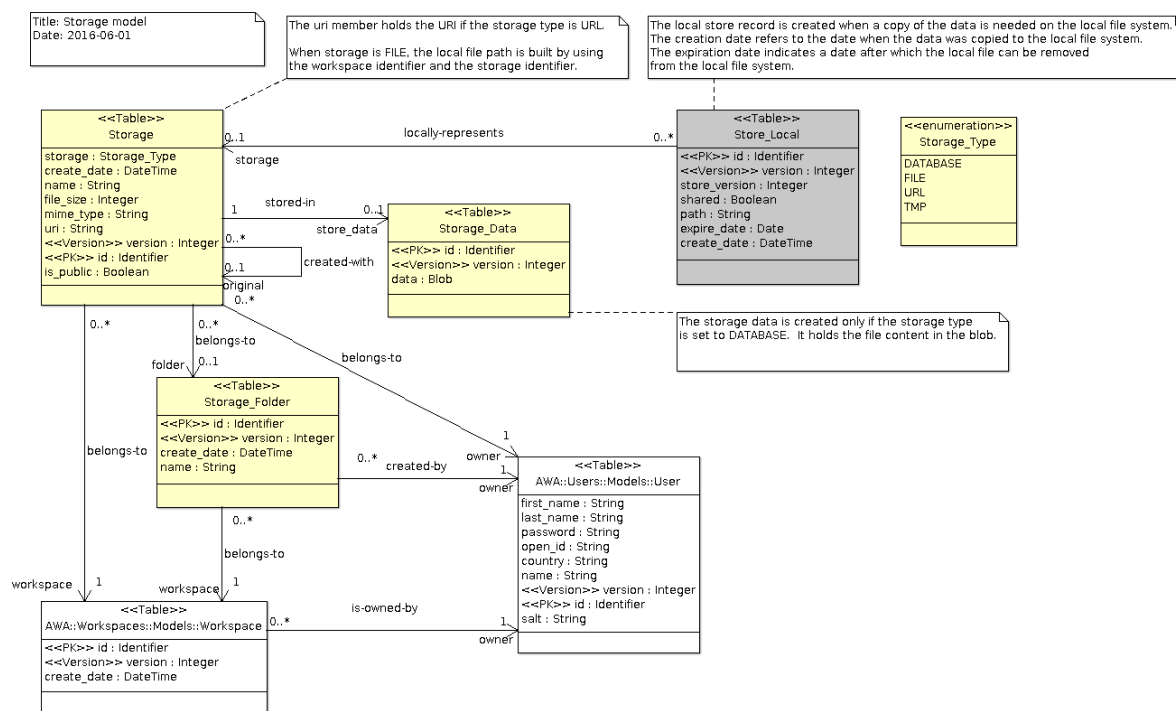 Title: Storage model
Date: 2016-06-01
The uri member holds the URI if the storage type is URL.
When storage is FILE, the local file path is built by using
the workspace identifier and the storage identifier.
The local store record is created when a copy of the data is needed on the local file system.
The creation date refers to the date when the data was copied to the local file system.
The expiration date indicates a date after which the local file can be removed
from the local file system.
<<Table>>
Storage
storage : Storage_Type
create_date : DateTime
name : String
file_size : Integer
mime_type : String
uri : String
<<Version>> version : Integer
<<PK>> id : Identifier
is_public : Boolean
0..1
locally-represents
0..*
storage
<<Table>>
Store_Local
<<PK>> id : Identifier
<<Version>> version : Integer
store_version : Integer
shared : Boolean
path : String
expire_date : Date
create_date : DateTime
<<enumeration>>
Storage_Type
DATABASE
FILE
URL
TMP
stored-in
1
0..1
store_data
<<Table>>
Storage_Data
<<PK>> id : Identifier
<<Version>> version : Integer
data : Blob
0..*
created-with
0..1
original
0..*
The storage data is created only if the storage type
is set to DATABASE.  It holds the file content in the blob.
0..*
0..*
belongs-to
belongs-to
folder
0..1
<<Table>>
Storage_Folder
<<PK>> id : Identifier
<<Version>> version : Integer
create_date : DateTime
name : String
belongs-to
1
owner
0..*
created-by
1
owner
<<Table>>
AWA::Users::Models::User
first_name : String
last_name : String
password : String
open_id : String
country : String
name : String
<<Version>> version : Integer
<<PK>> id : Identifier
salt : String
0..*
belongs-to
workspace
1
workspace
1
<<Table>>
AWA::Workspaces::Models::Workspace
<<PK>> id : Identifier
<<Version>> version : Integer
create_date : DateTime
is-owned-by
0..*
1
owner